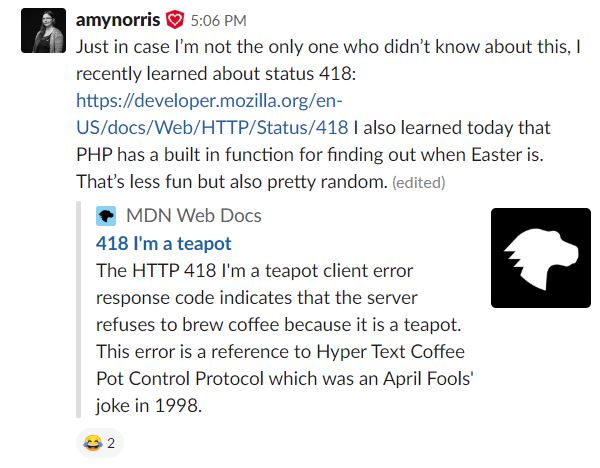 amynorris 5:06 PM
Just in case I’m not the only one who didn’t know about this, I
recently learned about status 418:
https://developer.mozilla.org/en-
US/docs/Web/HTTP/Status/418 I also learned today that
PHP has a built in function for finding out when Easter is.
That’s less fun but also pretty random. (edited)
MDN Web Docs
418 I'm a teapot
The HTTP 418 I'm a teapot client error
response code indicates that the server
refuses to brew coffee because it is a teapot.
This error is a reference to Hyper Text Coffee
Pot Control Protocol which was an April Fools'
joke in 1998.
😂 2